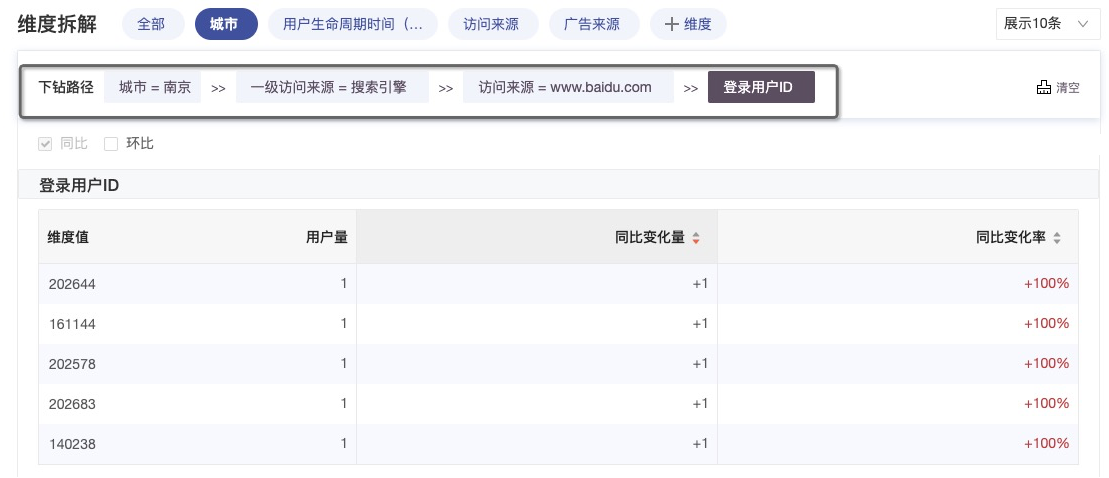 维度拆解 全部 城市 用户生命周期时间（... 访问来源 广告来源 + 维度 展示10条
下钻路径 城市 = 南京 >> 一级访问来源 = 搜索引擎 >> 访问来源 = www.baidu.com >> 登录用户ID 清空
同比 环比
登录用户ID
维度值 用户量 同比变化量 同比变化率
202644 1 +1 +100%
161144 1 +1 +100%
202578 1 +1 +100%
202683 1 +1 +100%
140238 1 +1 +100%